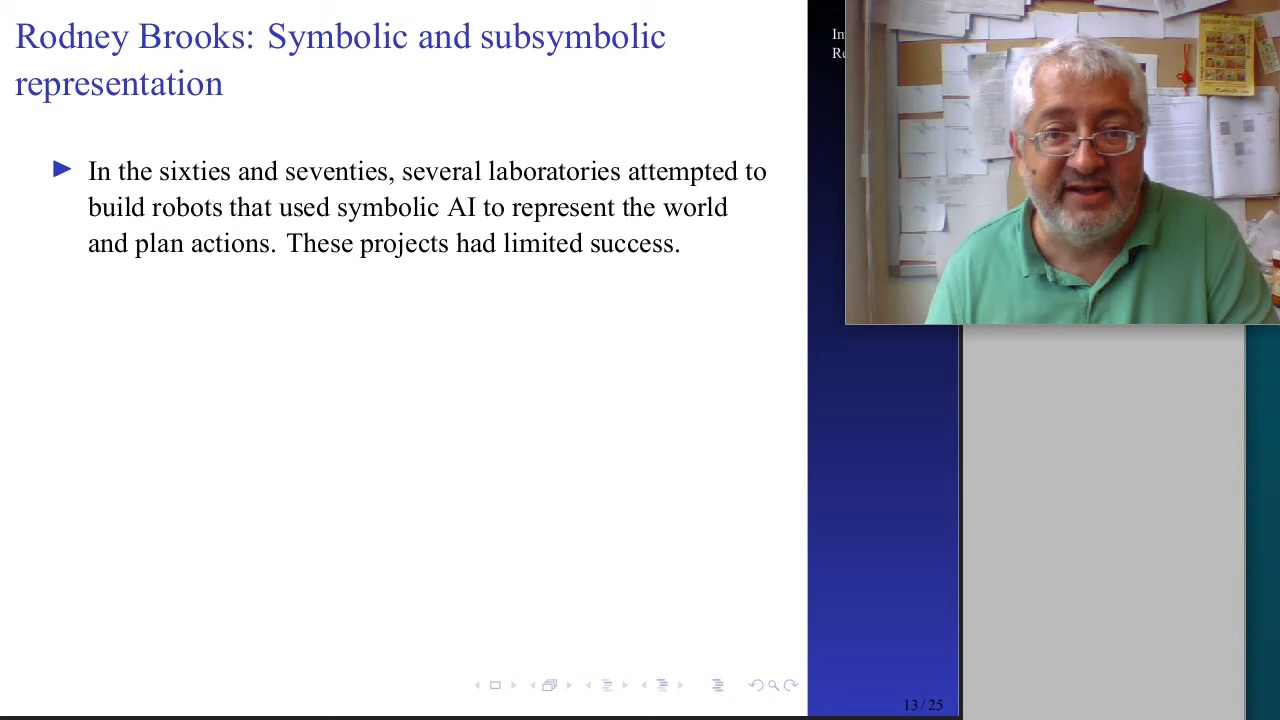 Rodney Brooks: Symbolic and subsymbolic
representation
In the sixties and seventies, several laboratories attempted to
build robots that used symbolic AI to represent the world
and plan actions. These projects had limited success.
13/25